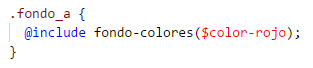 .fondo_a {
  @include fondo-colores($color-rojo);
}